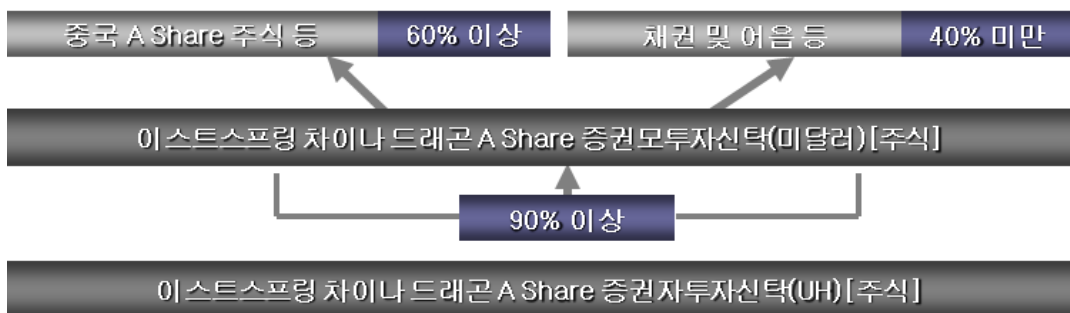 중국 A Share 주식 등 60% 이상 채권 및 어음 등 40% 미만
이스트스프링 차이나 드래곤 A Share 증권모투자신탁(미달러)[주식]
90% 이상
이스트스프링 차이나 드래곤 A Share 증권자투자신탁(UH)[주식]